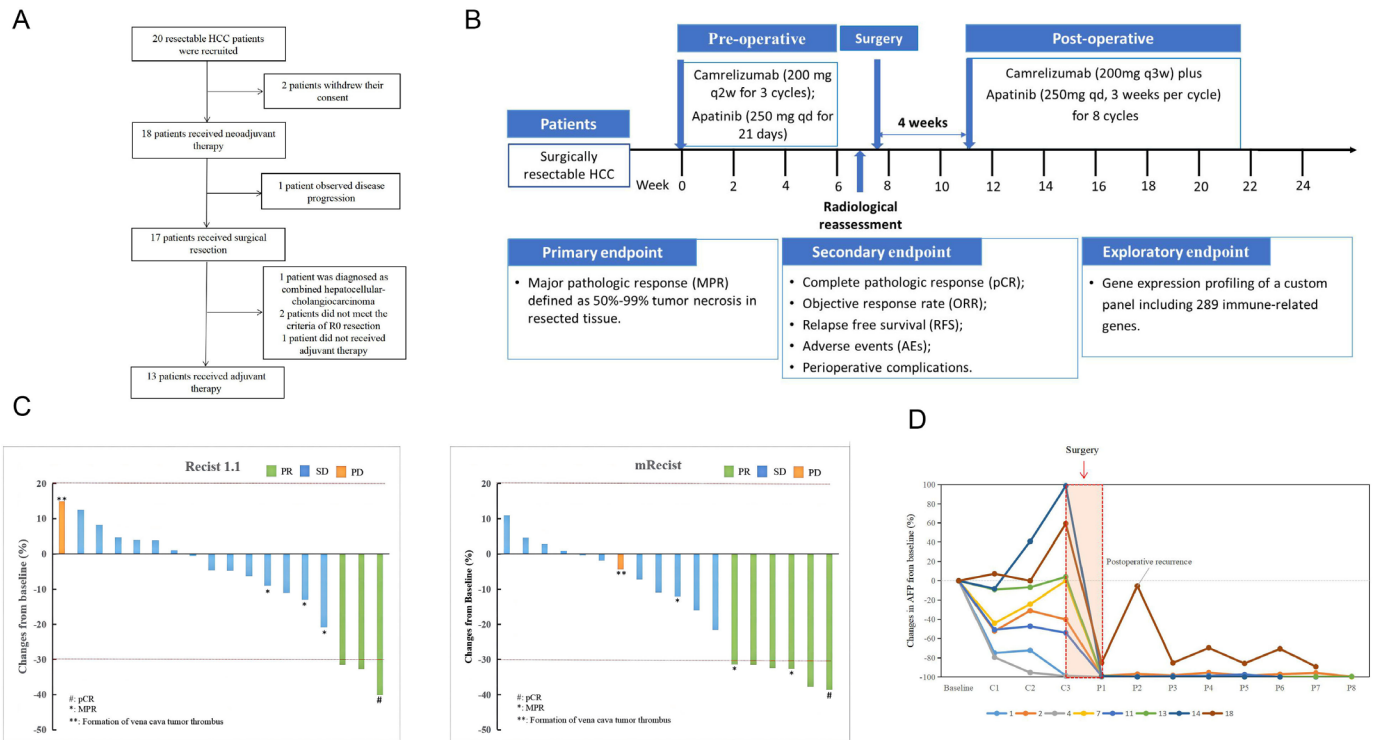 A
20 resectable HCC patients
were recruited
2 patients withdrew their
consent
18 patients received neoadjuvant
therapy
1 patient observed disease
progression
17 patients received surgical
resection
1 patient was diagnosed as
combined hepatocellular-
cholangiocarcinoma
2 patients did not meet the
criteria of R0 resection
1 patient did not received
adjuvant therapy
13 patients received adjuvant
therapy
B
Pre-operative
Surgery
Post-operative
Camrelizumab (200 mg
q2w for 3 cycles);
Apatinib (250 mg qd for
21 days)
Camrelizumab (200mg q3w) plus
Apatinib (250mg qd, 3 weeks per cycle)
for 8 cycles
4 weeks
Patients
Surgically
resectable HCC
Week 0 2 4 6 8 10 12 14 16 18 20 22 24
Radiological
reassessment
Primary endpoint
• Major pathologic response (MPR)
defined as 50%-99% tumor necrosis in
resected tissue.
Secondary endpoint
• Complete pathologic response (pCR);
• Objective response rate (ORR);
• Relapse free survival (RFS);
• Adverse events (AEs);
• Perioperative complications.
Exploratory endpoint
• Gene expression profiling of a custom
panel including 289 immune-related
genes.
C
Recist 1.1
PR SD PD
Changes from baseline (%)
20
10
0
-10
-20
-30
-40
-50
**
*
*
*
#
#: pCR
*: MPR
**: Formation of vena cava tumor thrombus
mRecist
PR SD PD
Changes from Baseline (%)
20
10
0
-10
-20
-30
-40
-50
**
*
*
*
#
#: pCR
*: MPR
**: Formation of vena cava tumor thrombus
D
Surgery
Changes in AFP from baseline (%)
100
80
60
40
20
0
-20
-40
-60
-80
-100
Postoperative recurrence
Baseline C1 C2 C3 P1 P2 P3 P4 P5 P6 P7 P8
1 2 4 7 11 13 14 18